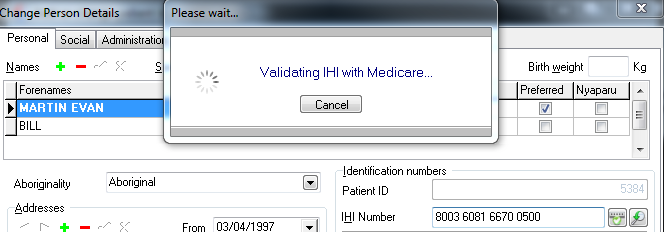 Change Person Details
Please wait...
Personal Social Administration
Validating IHI with Medicare...
Cancel
Names
Birth weight Kg
Forenames Preferred Nyaparu
MARTIN EVAN
BILL
Aboriginality Aboriginal
Identification numbers
Patient ID 5384
Addresses
From 03/04/1997
IHI Number 8003 6081 6670 0500